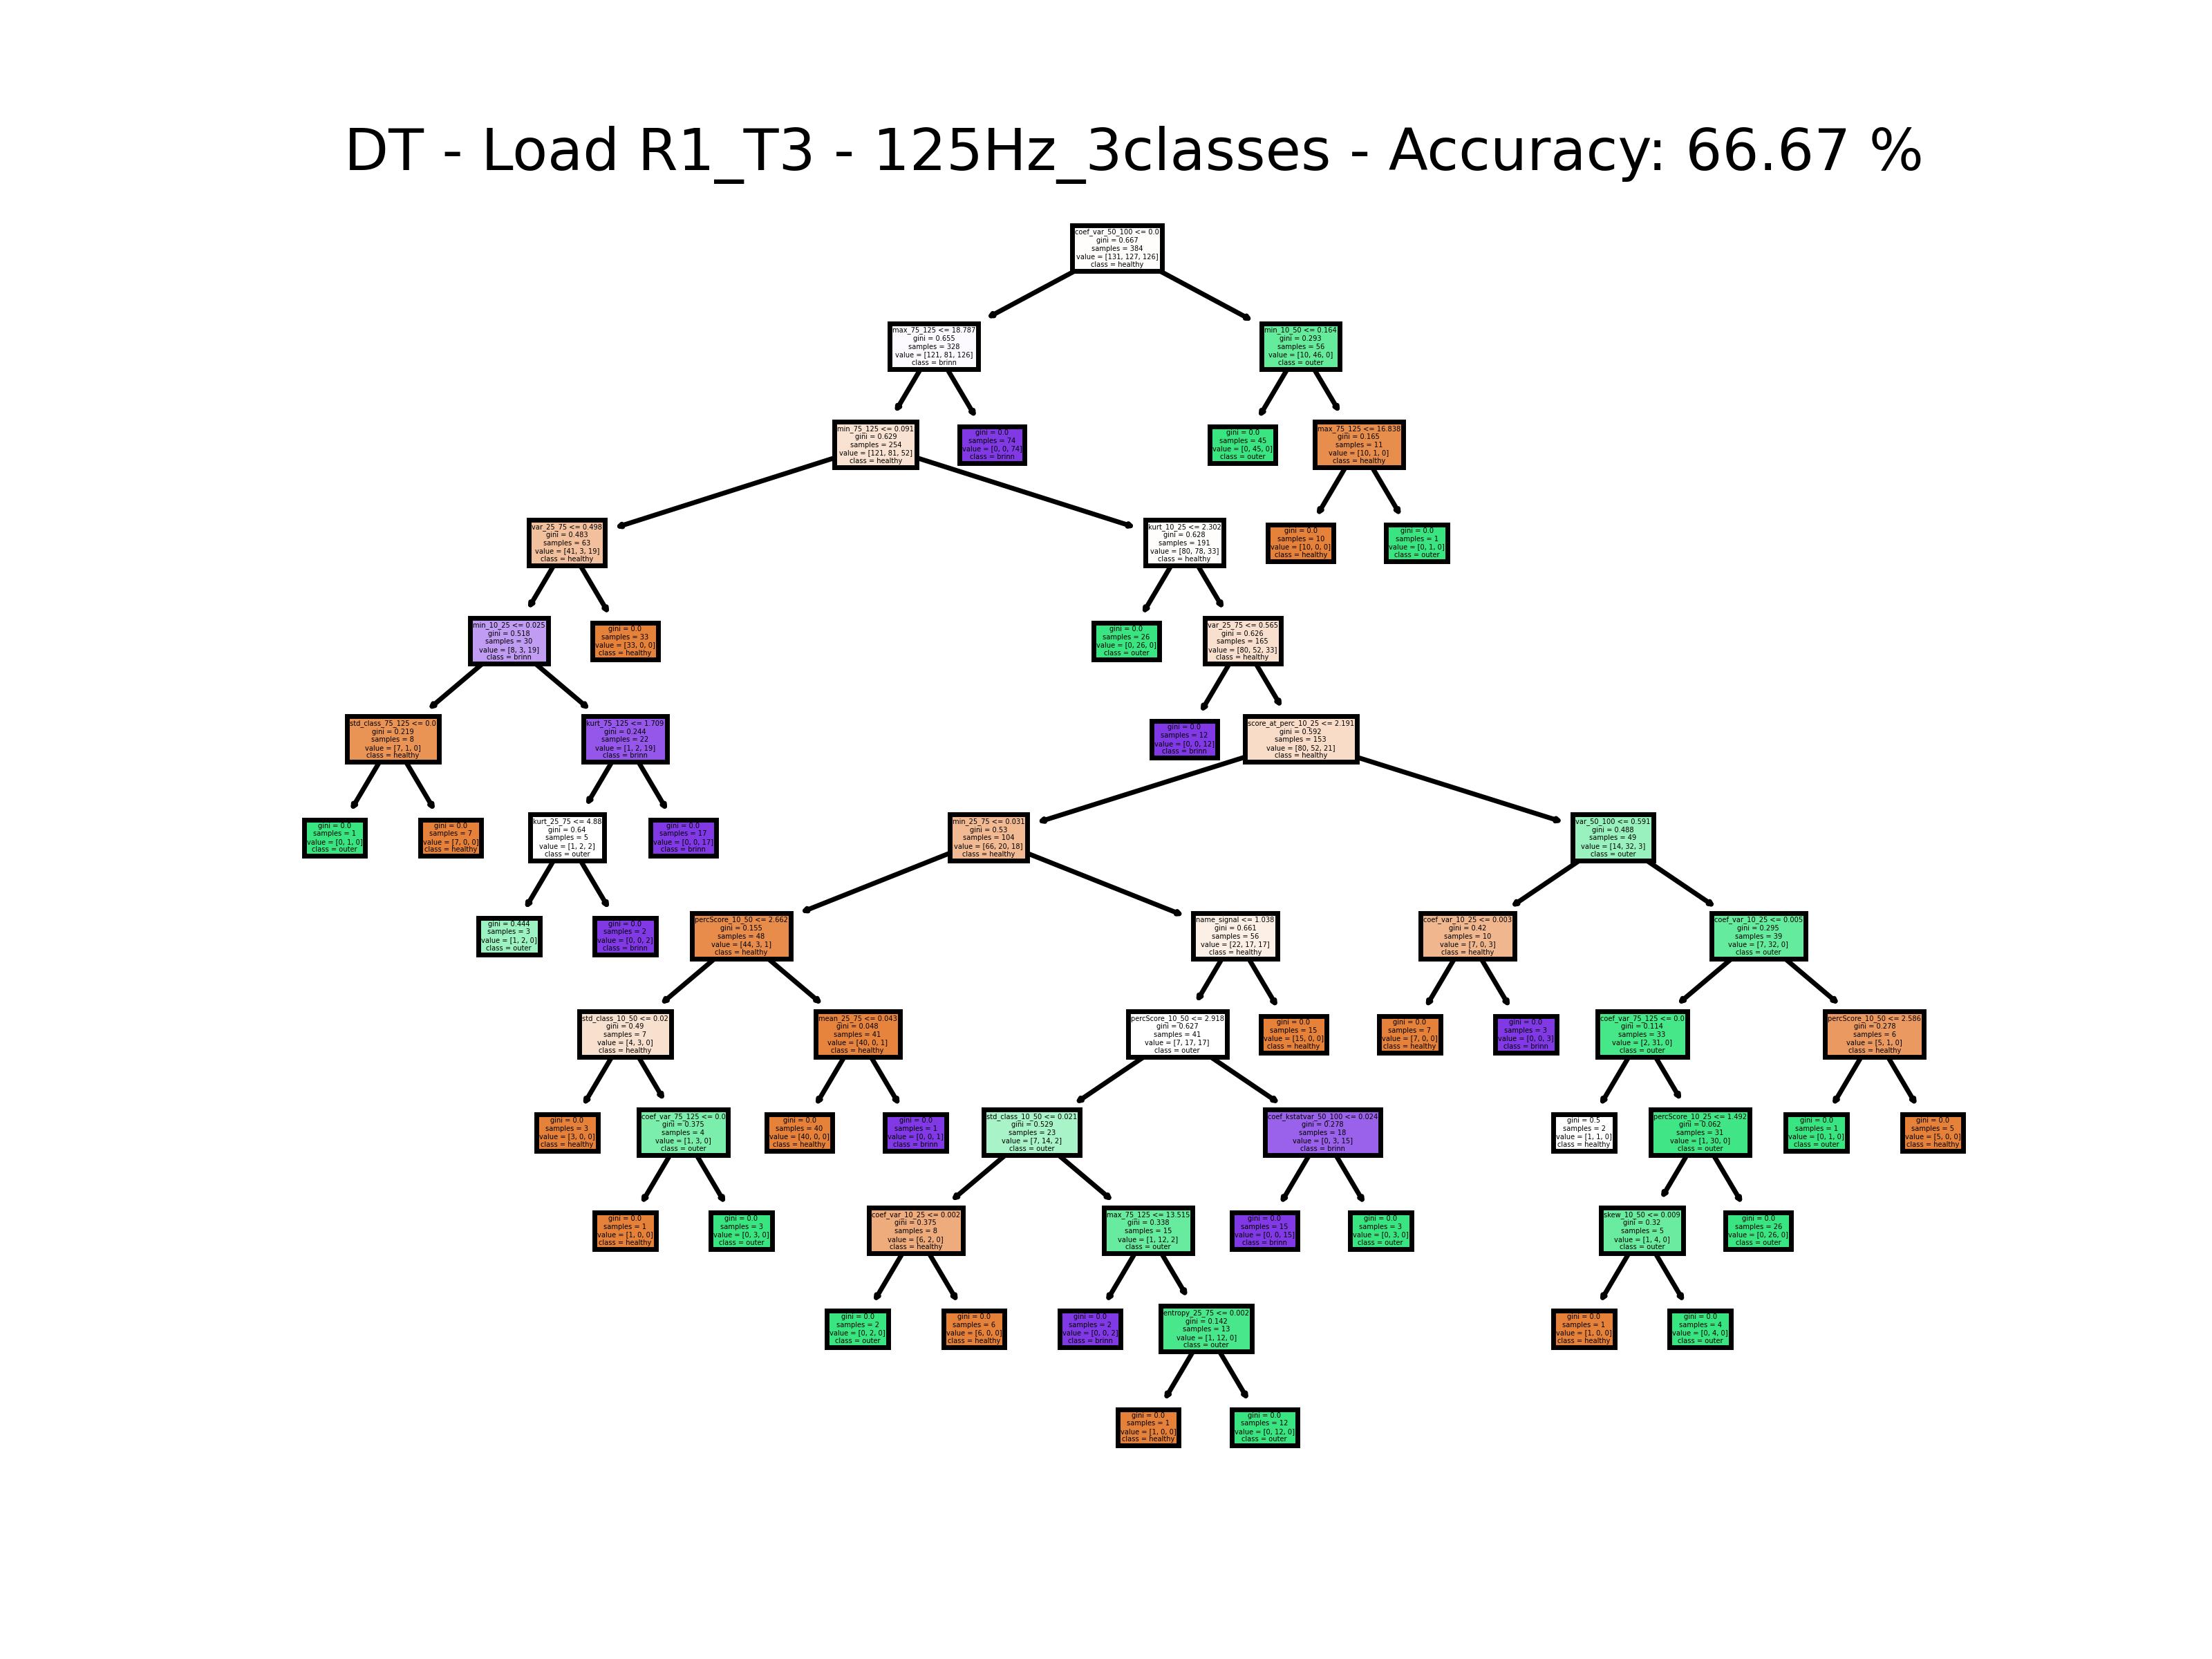 DT - Load R1_T3 - 125Hz_3classes - Accuracy: 66.67 %
coef_var_50_100 <= 0.0
gini = 0.667
samples = 384
value = [131, 127, 126]
class = healthy
max_75_125 <= 18.787
gini = 0.655
samples = 328
value = [121, 81, 126]
class = brinn
min_10_50 <= 0.164
gini = 0.293
samples = 56
value = [10, 46, 0]
class = outer
min_75_125 <= 0.091
gini = 0.629
samples = 254
value = [121, 81, 52]
class = healthy
gini = 0.0
samples = 74
value = [0, 0, 74]
class = brinn
gini = 0.0
samples = 45
value = [0, 45, 0]
class = outer
max_75_125 <= 16.838
gini = 0.165
samples = 11
value = [10, 1, 0]
class = healthy
var_25_75 <= 0.498
gini = 0.483
samples = 63
value = [41, 3, 19]
class = healthy
kurt_10_25 <= 2.302
gini = 0.628
samples = 191
value = [80, 78, 33]
class = healthy
gini = 0.0
samples = 10
value = [10, 0, 0]
class = healthy
gini = 0.0
samples = 1
value = [0, 1, 0]
class = outer
min_10_25 <= 0.025
gini = 0.518
samples = 30
value = [8, 3, 19]
class = brinn
gini = 0.0
samples = 33
value = [33, 0, 0]
class = healthy
gini = 0.0
samples = 26
value = [0, 26, 0]
class = outer
var_25_75 <= 0.565
gini = 0.626
samples = 165
value = [80, 52, 33]
class = healthy
std_class_75_125 <= 0.0
gini = 0.219
samples = 8
value = [7, 1, 0]
class = healthy
kurt_75_125 <= 1.709
gini = 0.244
samples = 22
value = [1, 2, 19]
class = brinn
gini = 0.0
samples = 12
value = [0, 0, 12]
class = brinn
score_at_perc_10_25 <= 2.191
gini = 0.592
samples = 153
value = [80, 52, 21]
class = healthy
gini = 0.0
samples = 1
value = [0, 1, 0]
class = outer
gini = 0.0
samples = 7
value = [7, 0, 0]
class = healthy
kurt_25_75 <= 4.88
gini = 0.64
samples = 5
value = [1, 2, 2]
class = outer
gini = 0.0
samples = 17
value = [0, 0, 17]
class = brinn
min_25_75 <= 0.031
gini = 0.53
samples = 104
value = [66, 20, 18]
class = healthy
var_50_100 <= 0.591
gini = 0.488
samples = 49
value = [14, 32, 3]
class = outer
gini = 0.444
samples = 3
value = [1, 2, 0]
class = outer
gini = 0.0
samples = 2
value = [0, 0, 2]
class = brinn
percScore_10_50 <= 2.662
gini = 0.155
samples = 48
value = [44, 3, 1]
class = healthy
name_signal <= 1.038
gini = 0.661
samples = 56
value = [22, 17, 17]
class = healthy
coef_var_10_25 <= 0.003
gini = 0.42
samples = 10
value = [7, 0, 3]
class = healthy
coef_var_10_25 <= 0.005
gini = 0.295
samples = 39
value = [7, 32, 0]
class = outer
std_class_10_50 <= 0.02
gini = 0.49
samples = 7
value = [4, 3, 0]
class = healthy
mean_25_75 <= 0.043
gini = 0.048
samples = 41
value = [40, 0, 1]
class = healthy
percScore_10_50 <= 2.918
gini = 0.627
samples = 41
value = [7, 17, 17]
class = outer
gini = 0.0
samples = 15
value = [15, 0, 0]
class = healthy
gini = 0.0
samples = 7
value = [7, 0, 0]
class = healthy
gini = 0.0
samples = 3
value = [0, 0, 3]
class = brinn
coef_var_75_125 <= 0.0
gini = 0.114
samples = 33
value = [2, 31, 0]
class = outer
percScore_10_50 <= 2.586
gini = 0.278
samples = 6
value = [5, 1, 0]
class = healthy
gini = 0.0
samples = 3
value = [3, 0, 0]
class = healthy
coef_var_75_125 <= 0.0
gini = 0.375
samples = 4
value = [1, 3, 0]
class = outer
gini = 0.0
samples = 40
value = [40, 0, 0]
class = healthy
gini = 0.0
samples = 1
value = [0, 0, 1]
class = brinn
std_class_10_50 <= 0.021
gini = 0.529
samples = 23
value = [7, 14, 2]
class = outer
coef_kstatvar_50_100 <= 0.024
gini = 0.278
samples = 18
value = [0, 3, 15]
class = brinn
gini = 0.5
samples = 2
value = [1, 1, 0]
class = healthy
percScore_10_25 <= 1.492
gini = 0.062
samples = 31
value = [1, 30, 0]
class = outer
gini = 0.0
samples = 1
value = [0, 1, 0]
class = outer
gini = 0.0
samples = 5
value = [5, 0, 0]
class = healthy
gini = 0.0
samples = 1
value = [1, 0, 0]
class = healthy
gini = 0.0
samples = 3
value = [0, 3, 0]
class = outer
coef_var_10_25 <= 0.002
gini = 0.375
samples = 8
value = [6, 2, 0]
class = healthy
max_75_125 <= 13.515
gini = 0.338
samples = 15
value = [1, 12, 2]
class = outer
gini = 0.0
samples = 15
value = [0, 0, 15]
class = brinn
gini = 0.0
samples = 3
value = [0, 3, 0]
class = outer
skew_10_50 <= 0.009
gini = 0.32
samples = 5
value = [1, 4, 0]
class = outer
gini = 0.0
samples = 26
value = [0, 26, 0]
class = outer
gini = 0.0
samples = 2
value = [0, 2, 0]
class = outer
gini = 0.0
samples = 6
value = [6, 0, 0]
class = healthy
gini = 0.0
samples = 2
value = [0, 0, 2]
class = brinn
entropy_25_75 <= 0.002
gini = 0.142
samples = 13
value = [1, 12, 0]
class = outer
gini = 0.0
samples = 1
value = [1, 0, 0]
class = healthy
gini = 0.0
samples = 4
value = [0, 4, 0]
class = outer
gini = 0.0
samples = 1
value = [1, 0, 0]
class = healthy
gini = 0.0
samples = 12
value = [0, 12, 0]
class = outer